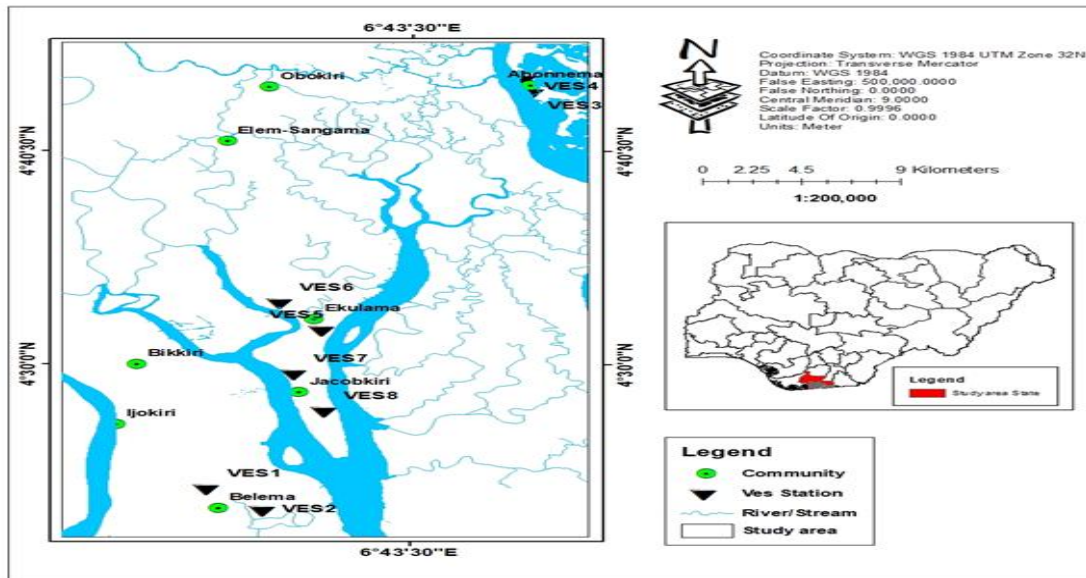 6°43'30"E
Obokiri
Abonnema
VES4
VES3
Elem-Sangama
4°40'30"N
4°40'30"N
VES6
Ekulama
VES5
VES7
Bikkiri
4°30'0"N
4°30'0"N
Jacobkiri
VES8
Ijokiri
VES1
Belema
VES2
6°43'30"E
N
Coordinate System: WGS 1984 UTM Zone 32N
Projection: Transverse Mercator
Datum: WGS 1984
False Easting: 500,000.0000
False Northing: 0.0000
Central Meridian: 9.0000
Scale Factor: 0.9996
Latitude Of Origin: 0.0000
Units: Meter
0 2.25 4.5 9 Kilometers
1:200,000
Legend
Study area State
Legend
Community
Ves Station
River/Stream
Study area